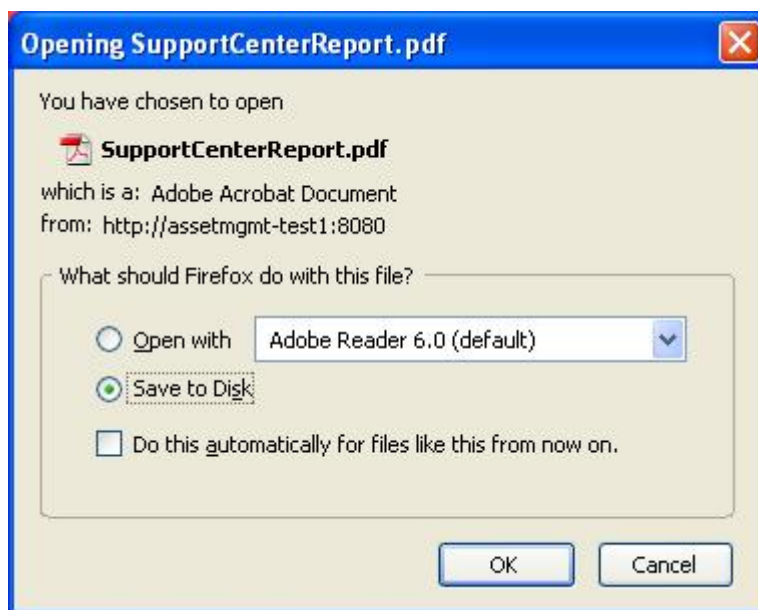 Opening SupportCenterReport.pdf
You have chosen to open
SupportCenterReport.pdf
which is a: Adobe Acrobat Document
from: http://assetmgmt-test1:8080
What should Firefox do with this file?
Open with Adobe Reader 6.0 (default)
Save to Disk
Do this automatically for files like this from now on.
OK Cancel